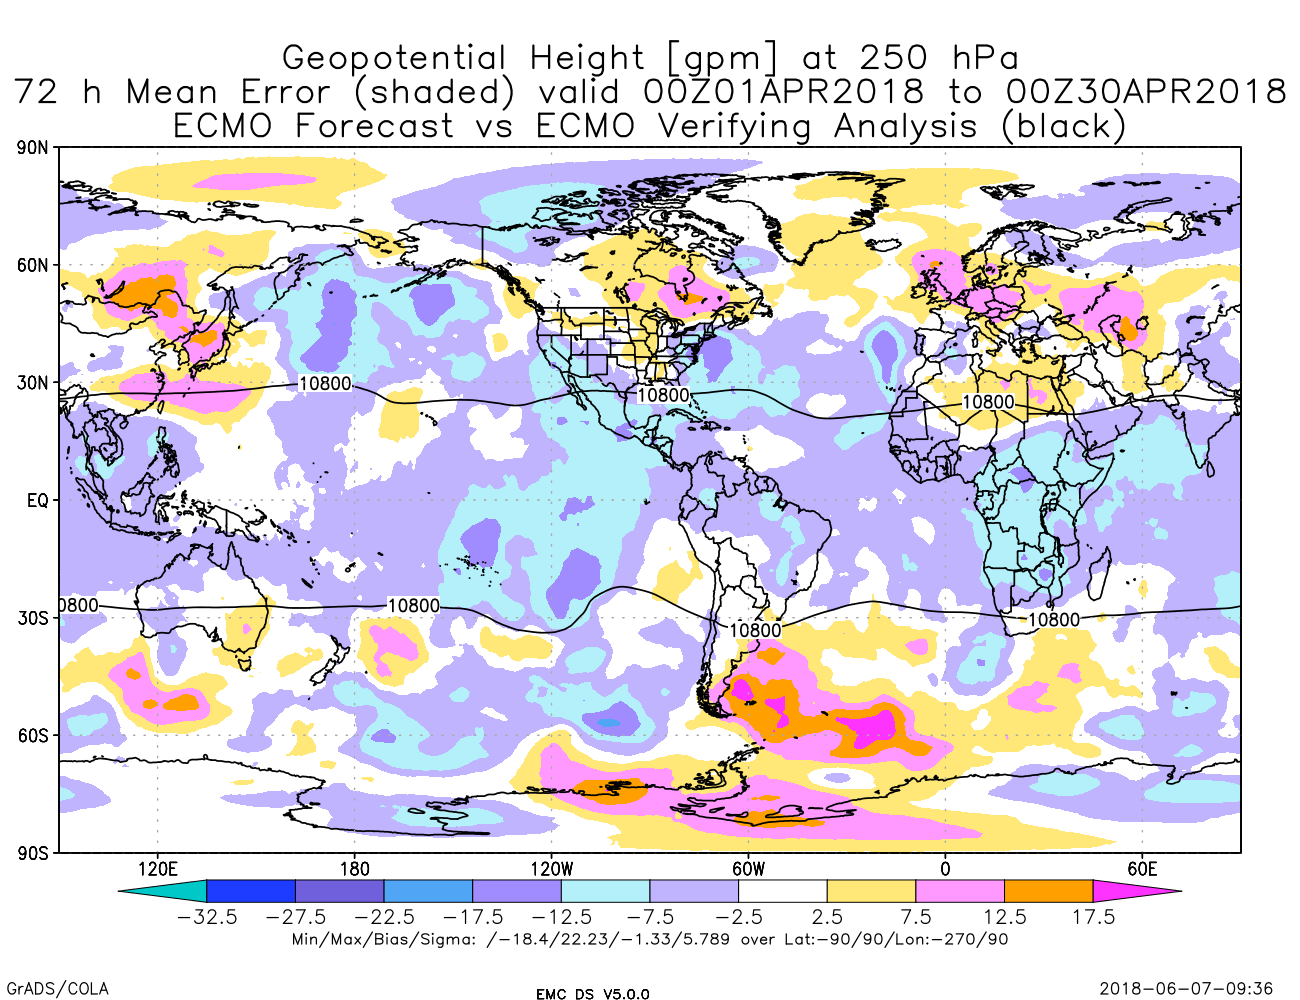 Geopotential Height [gpm] at 250 hPa
72 h Mean Error (shaded) valid 00Z01APR2018 to 00Z30APR2018
ECMO Forecast vs ECMO Verifying Analysis (black)
90N
60N
30N
EQ
30S
60S
90S
10800
10800
10800
0800
10800
10800
10800
120E 180 120W 60W 0 60E
-32.5 -27.5 -22.5 -17.5 -12.5 -7.5 -2.5 2.5 7.5 12.5 17.5
Min/Max/Bias/Sigma: /-18.4/22.23/-1.33/5.789 over Lat:-90/90/Lon:-270/90
GrADS/COLA
EMC DS V5.0.0
2018-06-07-09:36